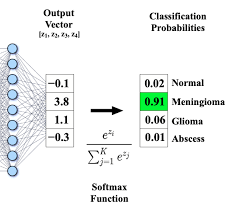 Output
Vector
[z₁, z₂, z₃, z₄]
Classification
Probabilities
−0.1
3.8
1.1
−0.3
e^{z_i}
∑_{j=1}^{K} e^{z_j}
0.02 Normal
0.91 Meningioma
0.06 Glioma
0.01 Abscess
Softmax
Function